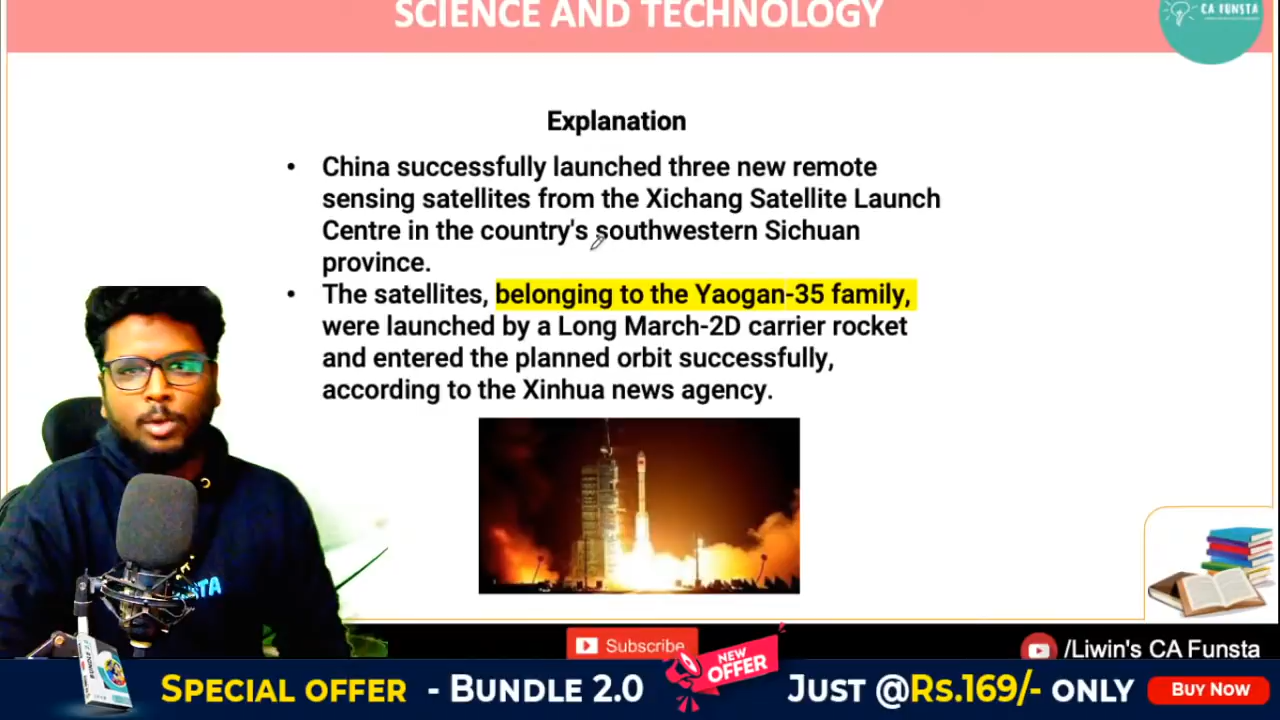 SCIENCE AND TECHNOLOGY
CA FUNSTA
Explanation
• China successfully launched three new remote
sensing satellites from the Xichang Satellite Launch
Centre in the country's southwestern Sichuan
province.
• The satellites, belonging to the Yaogan-35 family,
were launched by a Long March-2D carrier rocket
and entered the planned orbit successfully,
according to the Xinhua news agency.
STA
Subscribe
/Liwin's CA Funsta
SPECIAL OFFER - BUNDLE 2.0
NEW
OFFER
JUST @Rs.169/- ONLY
BUY NOW